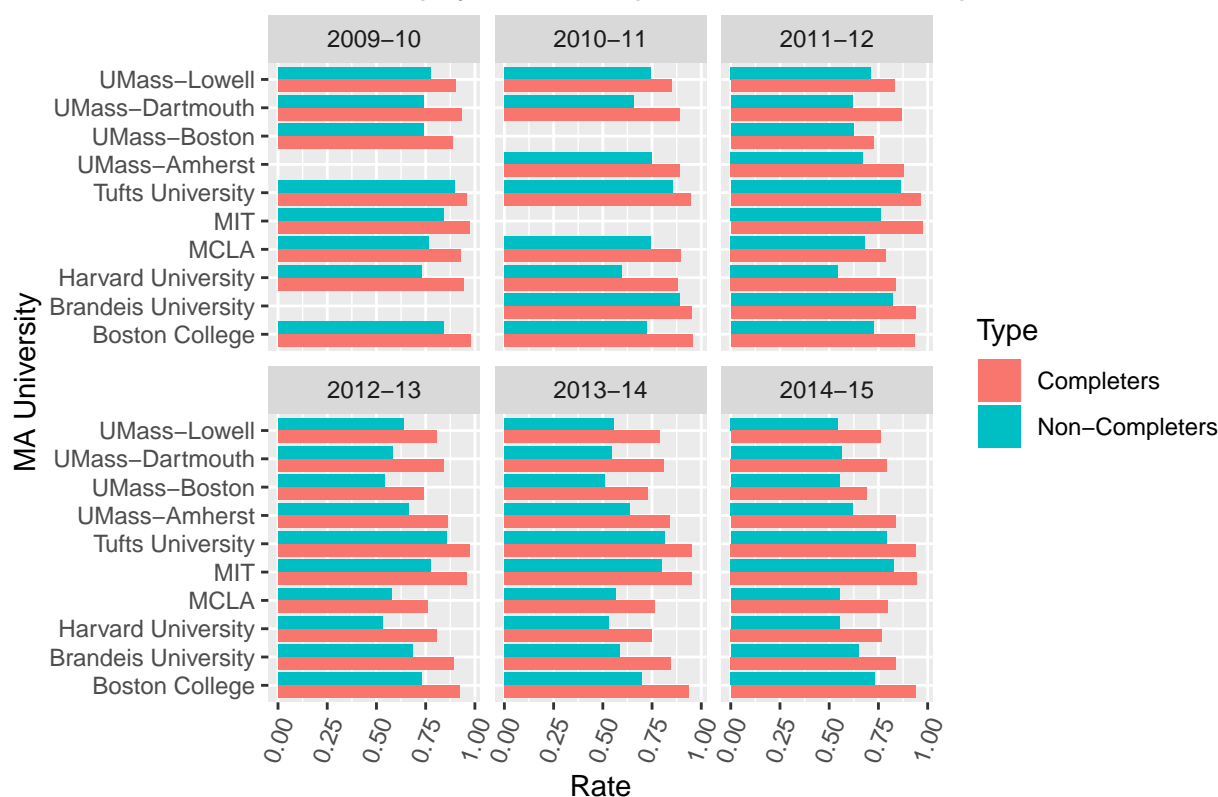 2009−10 2010−11 2011−12
UMass−Lowell
UMass−Dartmouth
UMass−Boston
UMass−Amherst
Tufts University
MIT
MCLA
Harvard University
Brandeis University
Boston College
2012−13 2013−14 2014−15
UMass−Lowell
UMass−Dartmouth
UMass−Boston
UMass−Amherst
Tufts University
MIT
MCLA
Harvard University
Brandeis University
Boston College
0.00 0.25 0.50 0.75 1.00 0.00 0.25 0.50 0.75 1.00 0.00 0.25 0.50 0.75 1.00
Rate
MA University
Type
Completers
Non−Completers